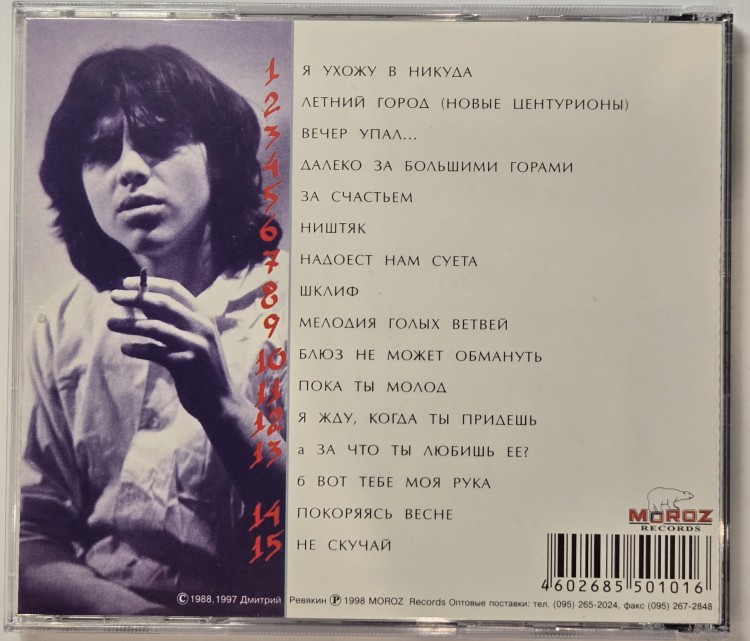 1 Я УХОЖУ В НИКУДА
2 ЛЕТНИЙ ГОРОД (НОВЫЕ ЦЕНТУРИОНЫ)
3 ВЕЧЕР УПАЛ...
4 ДАЛЕКО ЗА БОЛЬШИМИ ГОРАМИ
5 ЗА СЧАСТЬЕМ
6 НИШТЯК
7 НАДОЕСТ НАМ СУЕТА
8 ШКЛИФ
9 МЕЛОДИЯ ГОЛЫХ ВЕТВЕЙ
10 БЛЮЗ НЕ МОЖЕТ ОБМАНУТЬ
11 ПОКА ТЫ МОЛОД
12 Я ЖДУ, КОГДА ТЫ ПРИДЕШЬ
13 а ЗА ЧТО ТЫ ЛЮБИШЬ ЕЕ?
б ВОТ ТЕБЕ МОЯ РУКА
14 ПОКОРЯЯСЬ ВЕСНЕ
15 НЕ СКУЧАЙ
MOROZ
RECORDS
4602685501016
© 1988, 1997 Дмитрий Ревякин ℗ 1998 MOROZ Records Оптовые поставки: тел. (095) 265-2024, факс (095) 267-2848